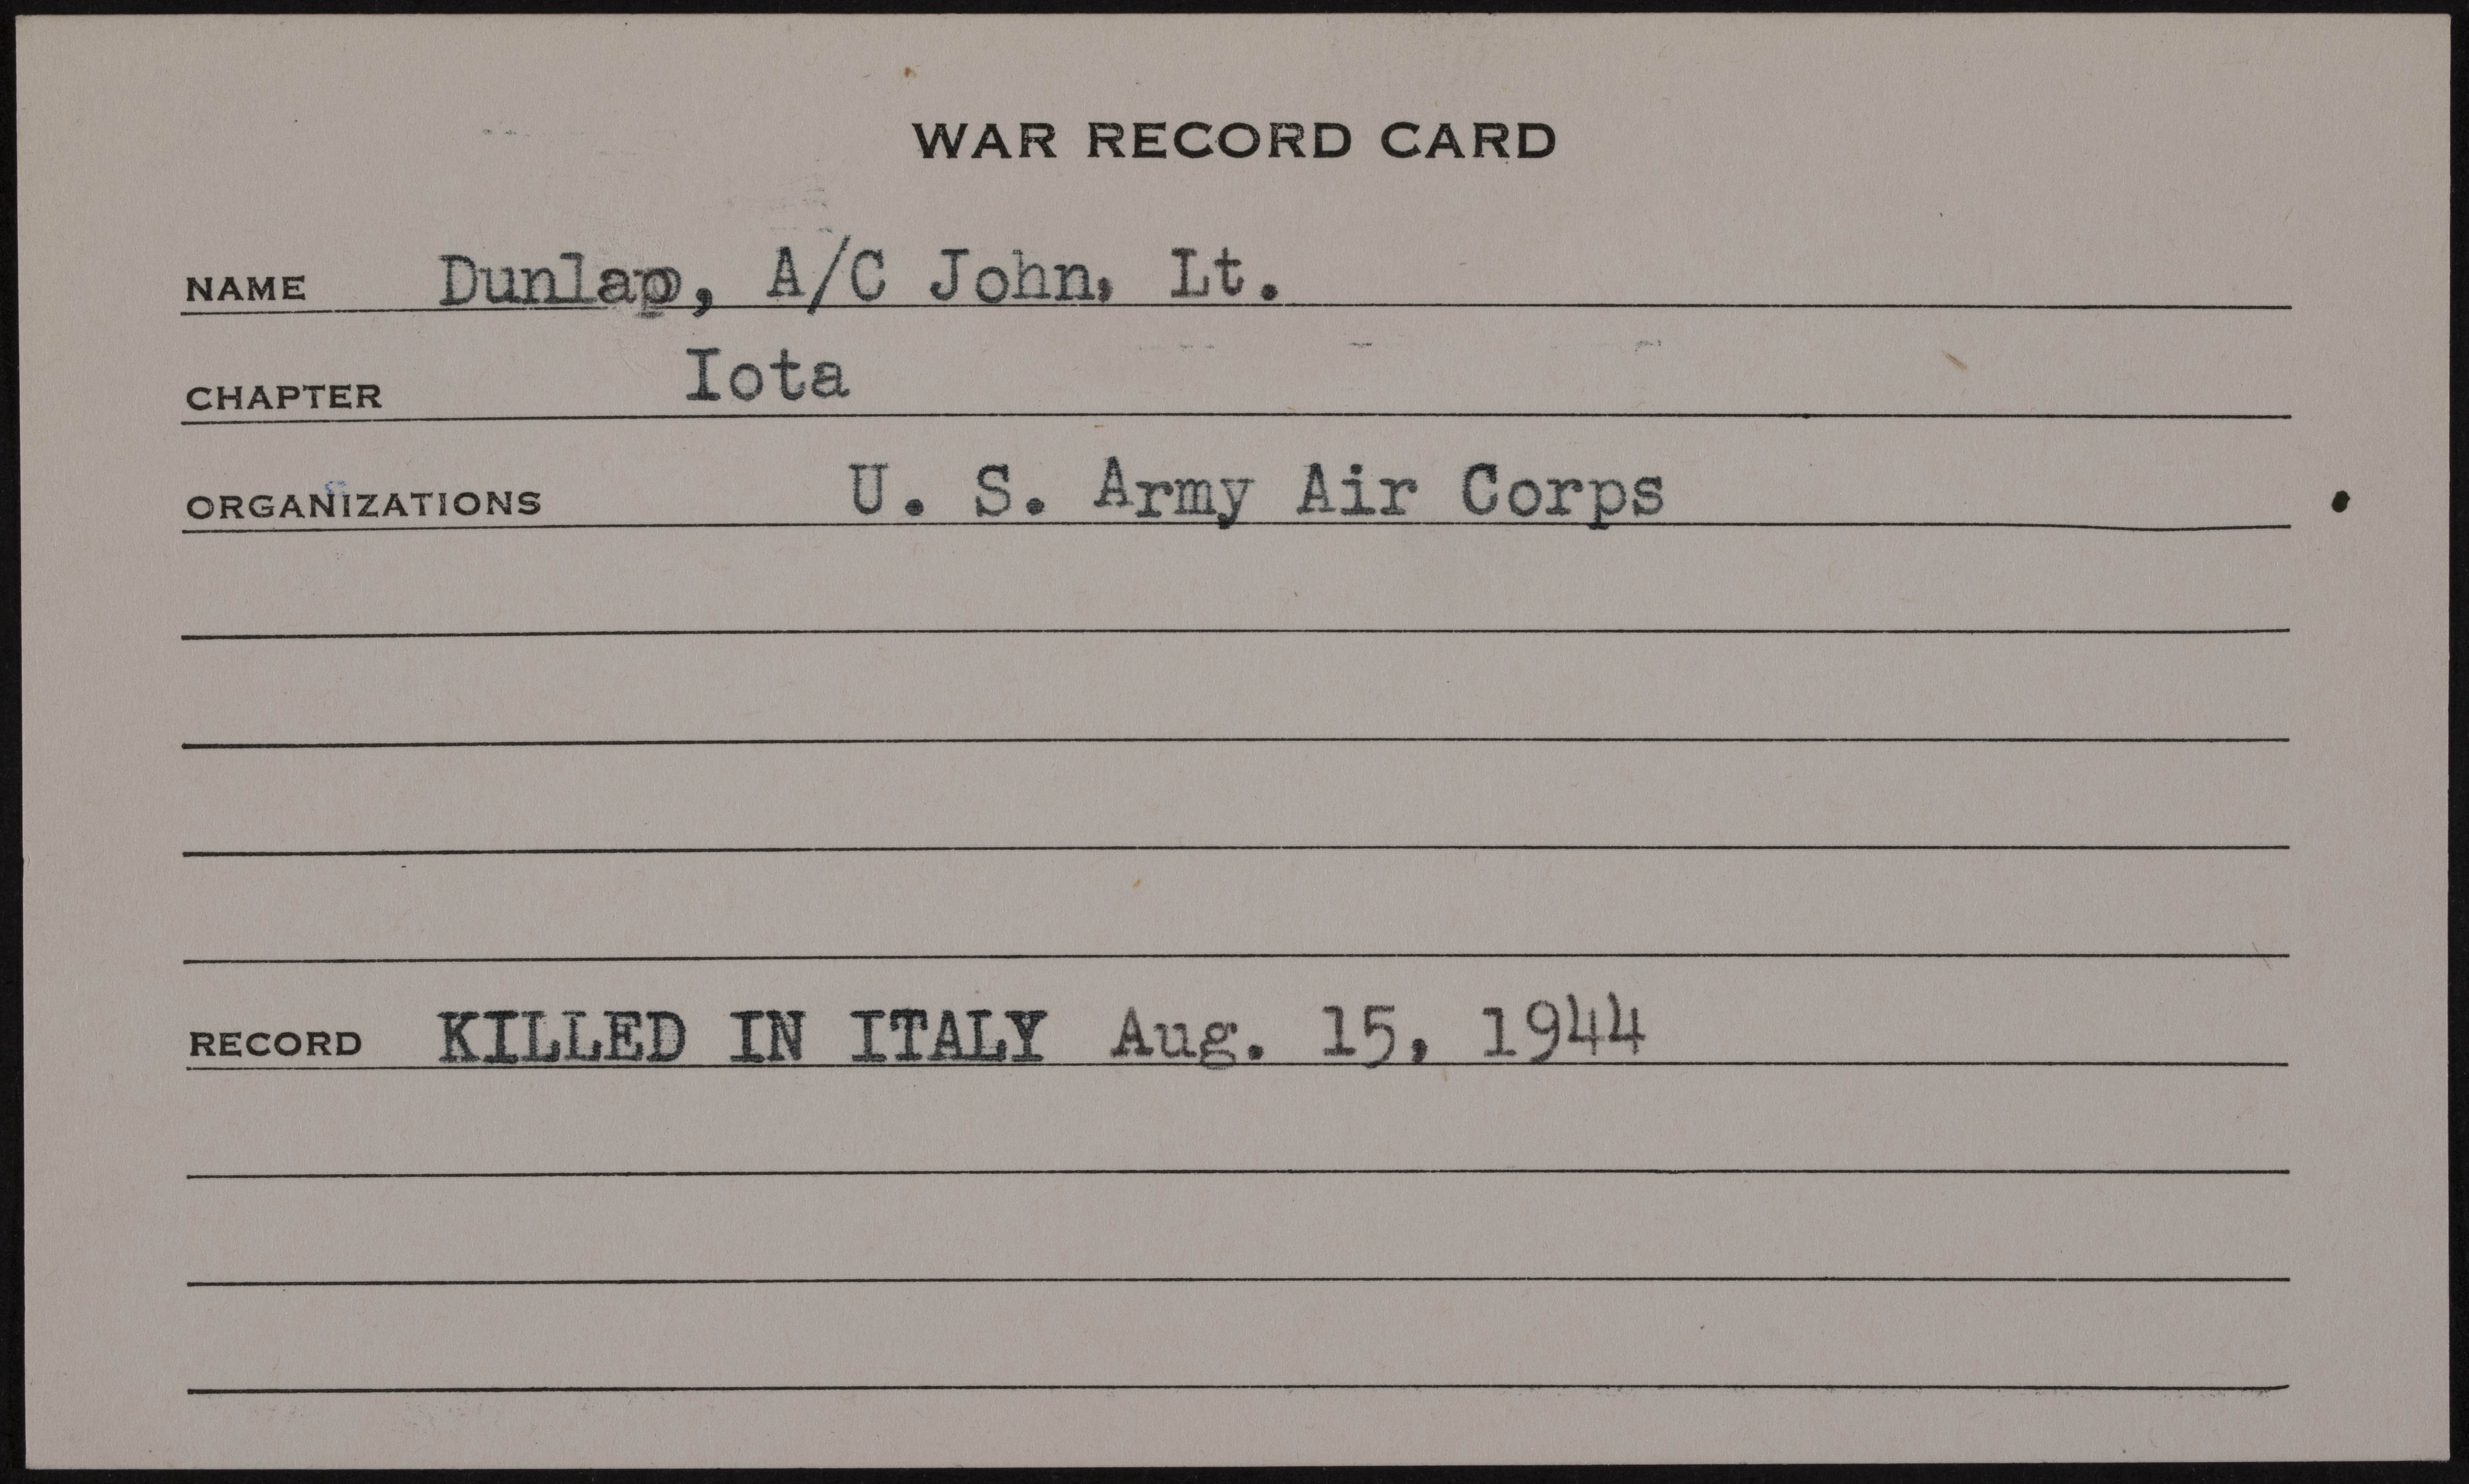 WAR RECORD CARD
NAME Dunlap, A/C John, Lt.
CHAPTER Iota
ORGANIZATIONS U. S. Army Air Corps
RECORD KILLED IN ITALY Aug. 15, 1944